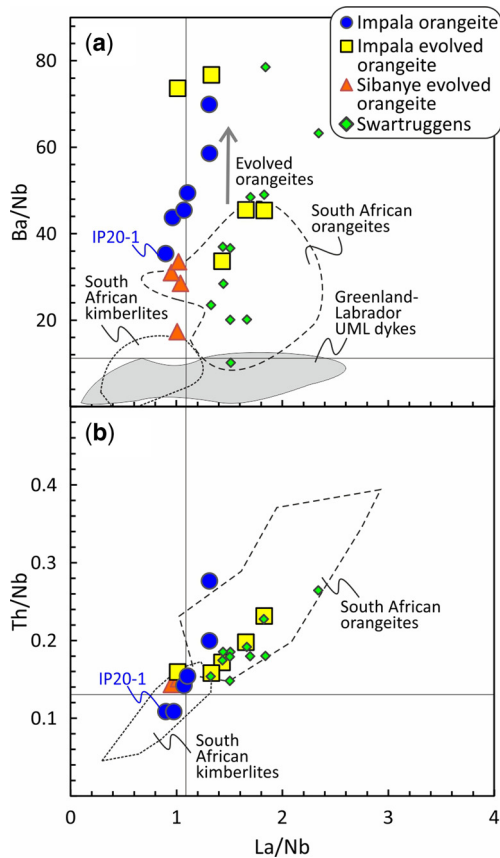 (a)
Impala orangeite
Impala evolved
orangeite
Sibanye evolved
orangeite
Swartruggens
80
60
40
20
Ba/Nb
Evolved
orangeites
IP20-1
South African
orangeites
South
African
kimberlites
Greenland-
Labrador
UML dykes
(b)
0.4
0.3
0.2
0.1
Th/Nb
South
African orangeites
IP20-1
South
African
kimberlites
0
1
2
3
4
La/Nb